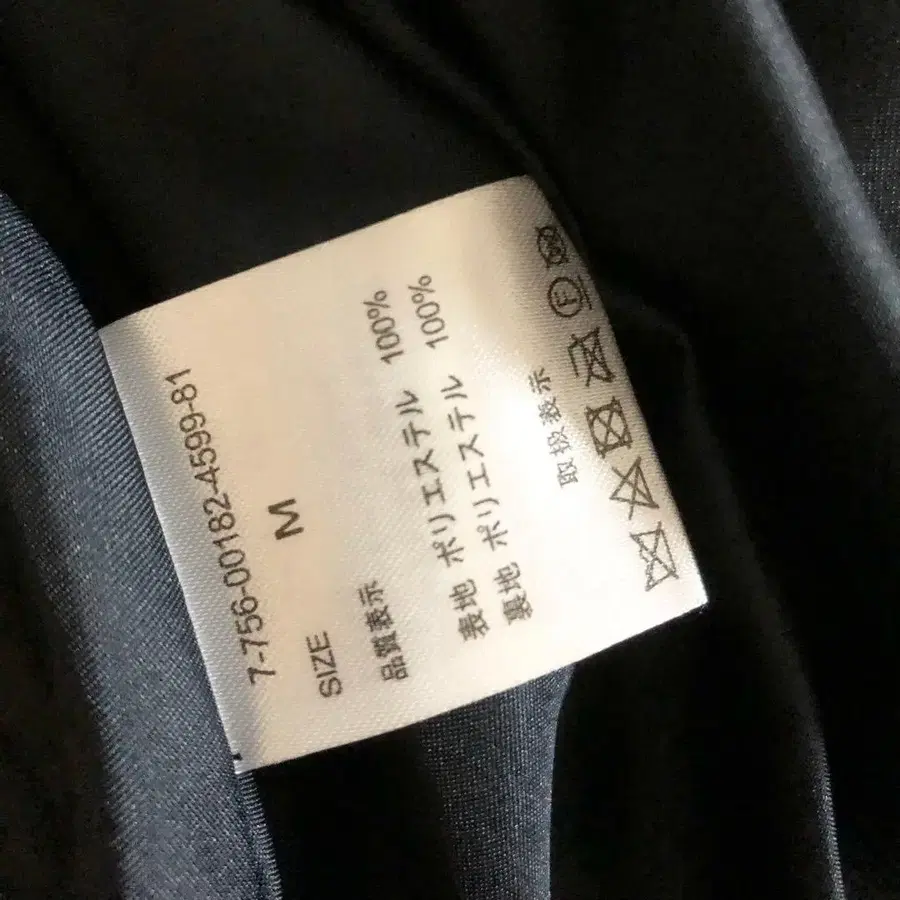 7-756-00182-4599-81
SIZE M
品質表示
表地 ポリエステル 100%
裏地 ポリエステル 100%
取扱表示
F